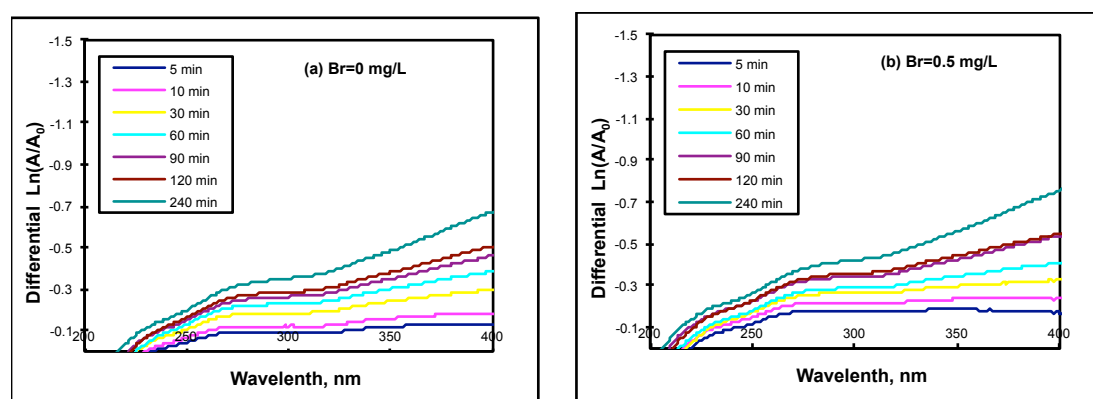 (a) Br=0 mg/L
Differential Ln(A/A0)
-1.5
-1.3
-1.1
-0.9
-0.7
-0.5
-0.3
-0.1
5 min
10 min
30 min
60 min
90 min
120 min
240 min
200 250 300 350 400
Wavelenth, nm
(b) Br=0.5 mg/L
Differential Ln(A/A0)
-1.5
-1.3
-1.1
-0.9
-0.7
-0.5
-0.3
-0.1
5 min
10 min
30 min
60 min
90 min
120 min
240 min
200 250 300 350 400
Wavelenth, nm